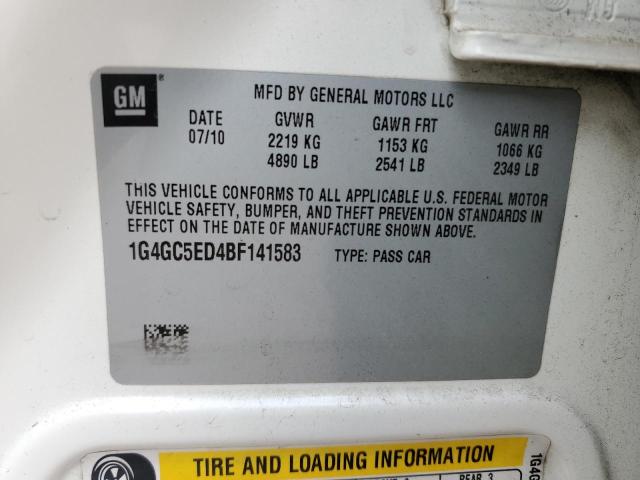 GM
MFD BY GENERAL MOTORS LLC
DATE GVWR GAWR FRT GAWR RR
07/10 2219 KG 1153 KG 1066 KG
4890 LB 2541 LB 2349 LB
THIS VEHICLE CONFORMS TO ALL APPLICABLE U.S. FEDERAL MOTOR
VEHICLE SAFETY, BUMPER, AND THEFT PREVENTION STANDARDS IN
EFFECT ON THE DATE OF MANUFACTURE SHOWN ABOVE.
1G4GC5ED4BF141583 TYPE: PASS CAR
TIRE AND LOADING INFORMATION
REAR 3
1G4G